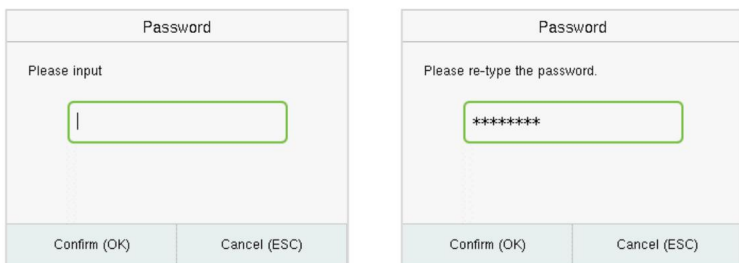 Password
Please input
Confirm (OK) Cancel (ESC)
Password
Please re-type the password.
********
Confirm (OK) Cancel (ESC)